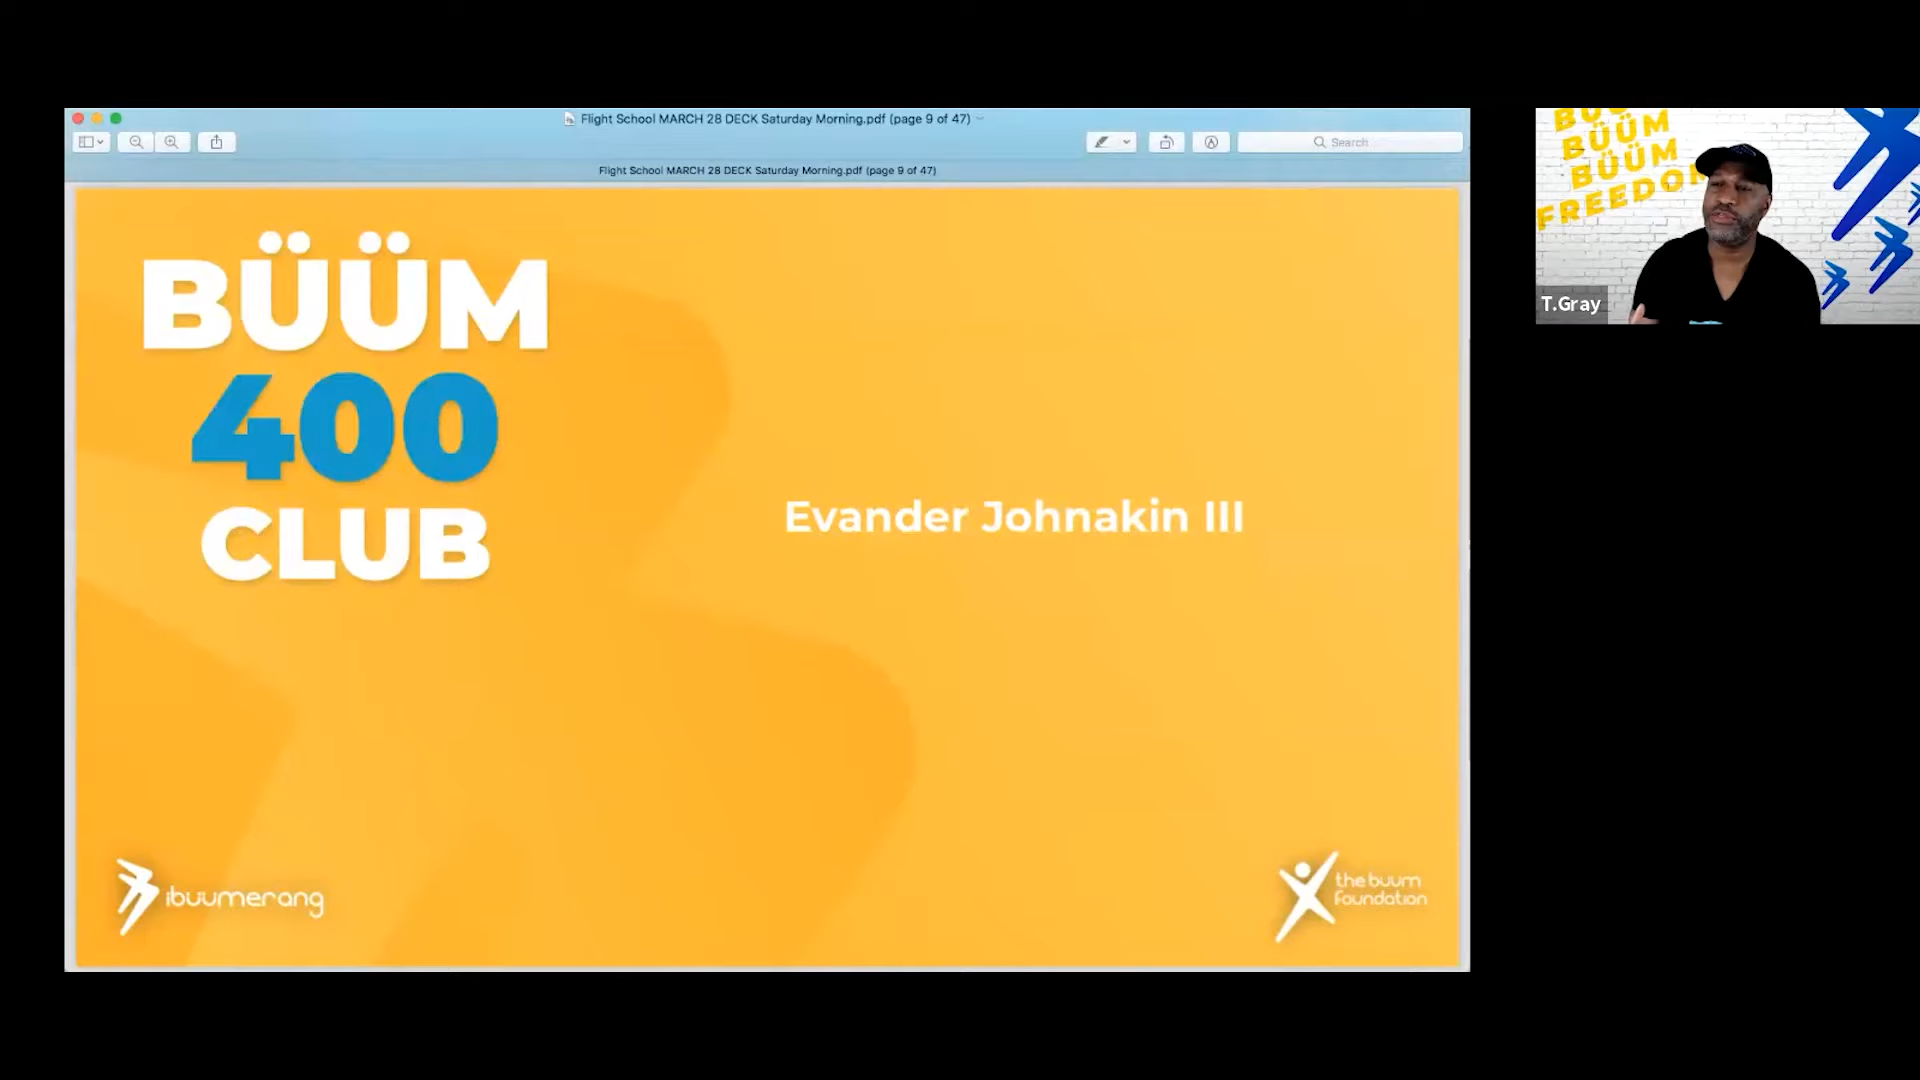 Flight School MARCH 28 DECK Saturday Morning.pdf (page 9 of 47)
Search
Flight School MARCH 28 DECK Saturday Morning.pdf (page 9 of 47)
BÜÜM
400
CLUB
Evander Johnakin III
ibuumerang
the buum
foundation
BÜÜM
BÜÜM
FREEDOM
T.Gray